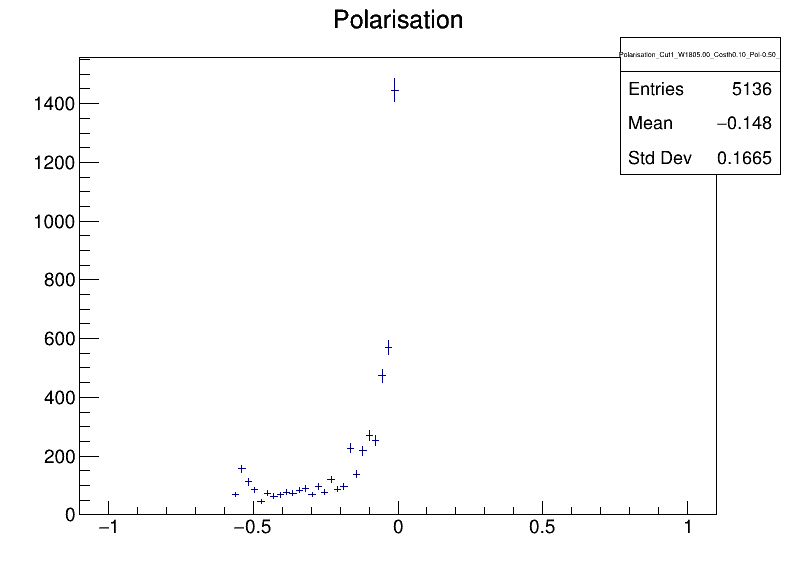 Polarisation
Polarisation_Cut1_W1805.00_Costh0.10_Pol-0.50_
Entries 5136
Mean −0.148
Std Dev 0.1665
1400
1200
1000
800
600
400
200
0
−1 −0.5 0 0.5 1